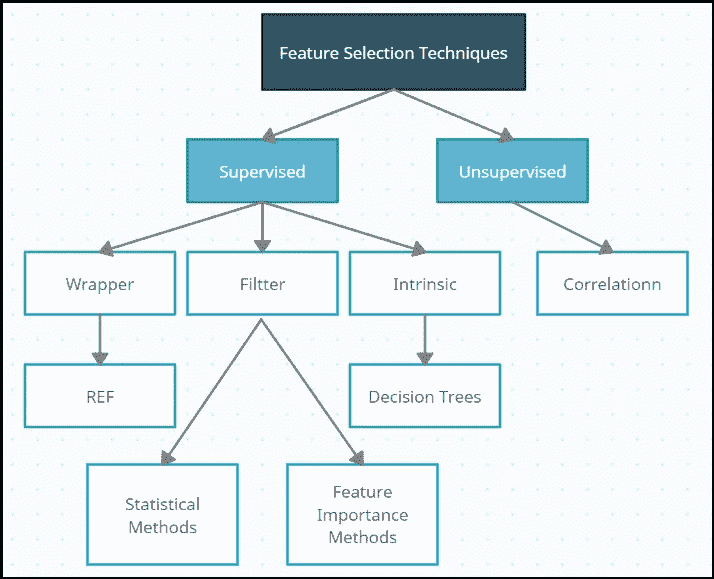 Feature Selection Techniques
Supervised
Unsupervised
Wrapper
Filtter
Intrinsic
Correlationn
REF
Decision Trees
Statistical
Methods
Feature
Importance
Methods